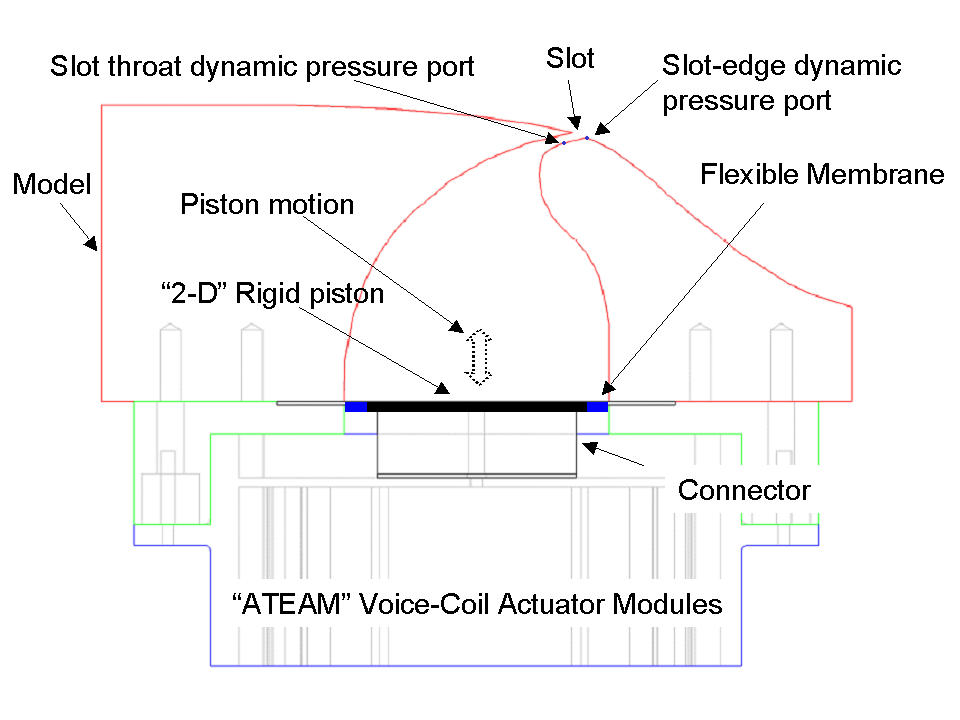 Slot throat dynamic pressure port
Slot
Slot-edge dynamic
pressure port
Model
Flexible Membrane
Piston motion
“2-D” Rigid piston
Connector
“ATEAM” Voice-Coil Actuator Modules